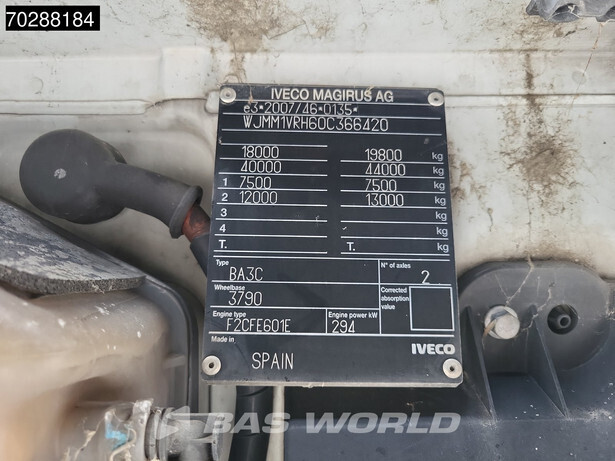 70288184
IVECO MAGIRUS AG
e3*2007/46*0135*
WJMM1VRH60C366420
18000 19800 kg
40000 44000 kg
1 7500 7500 kg
2 12000 13000 kg
3 kg
4 kg
T. T. kg
Type BA3C N° of axles 2
Wheelbase 3790 Corrected absorption value
Engine type F2CFE601E Engine power kW 294
Made in SPAIN IVECO
BAS WORLD